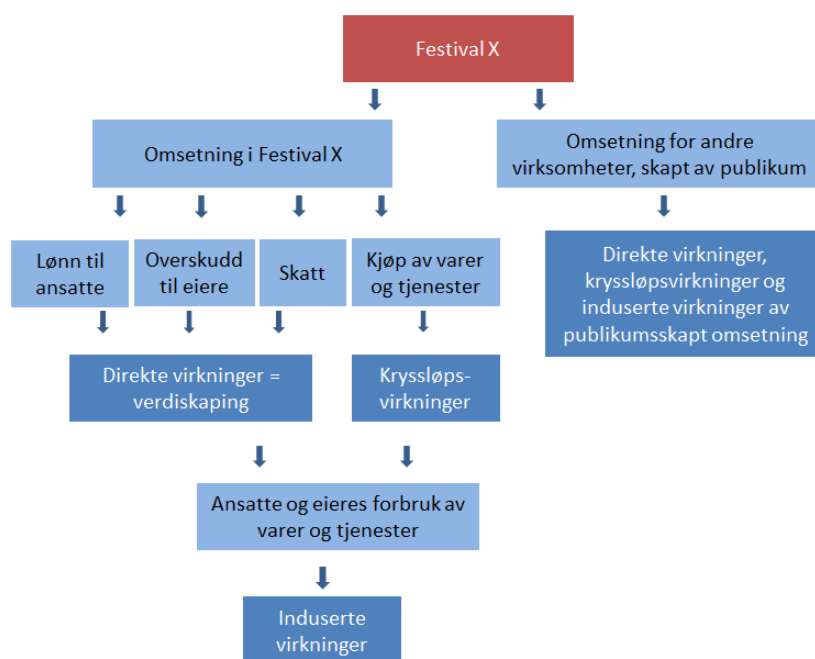 Festival X
Omsetning i Festival X
Omsetning for andre
virksomheter, skapt av publikum
Lønn til
ansatte
Overskudd
til eiere
Skatt
Kjøp av varer
og tjenester
Direkte virkninger,
kryssløpsvirkninger og
induserte virkninger av
publikumsskapt omsetning
Direkte virkninger =
verdiskaping
Kryssløps-
virkninger
Ansatte og eieres forbruk av
varer og tjenester
Induserte
virkninger